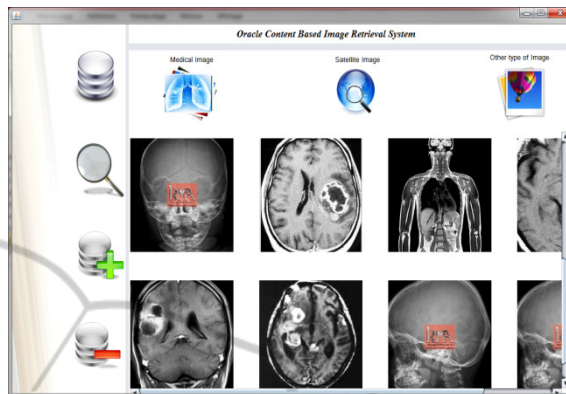 Oracle Content Based Image Retrieval System
Medical Image
Satellite Image
Other type of Image